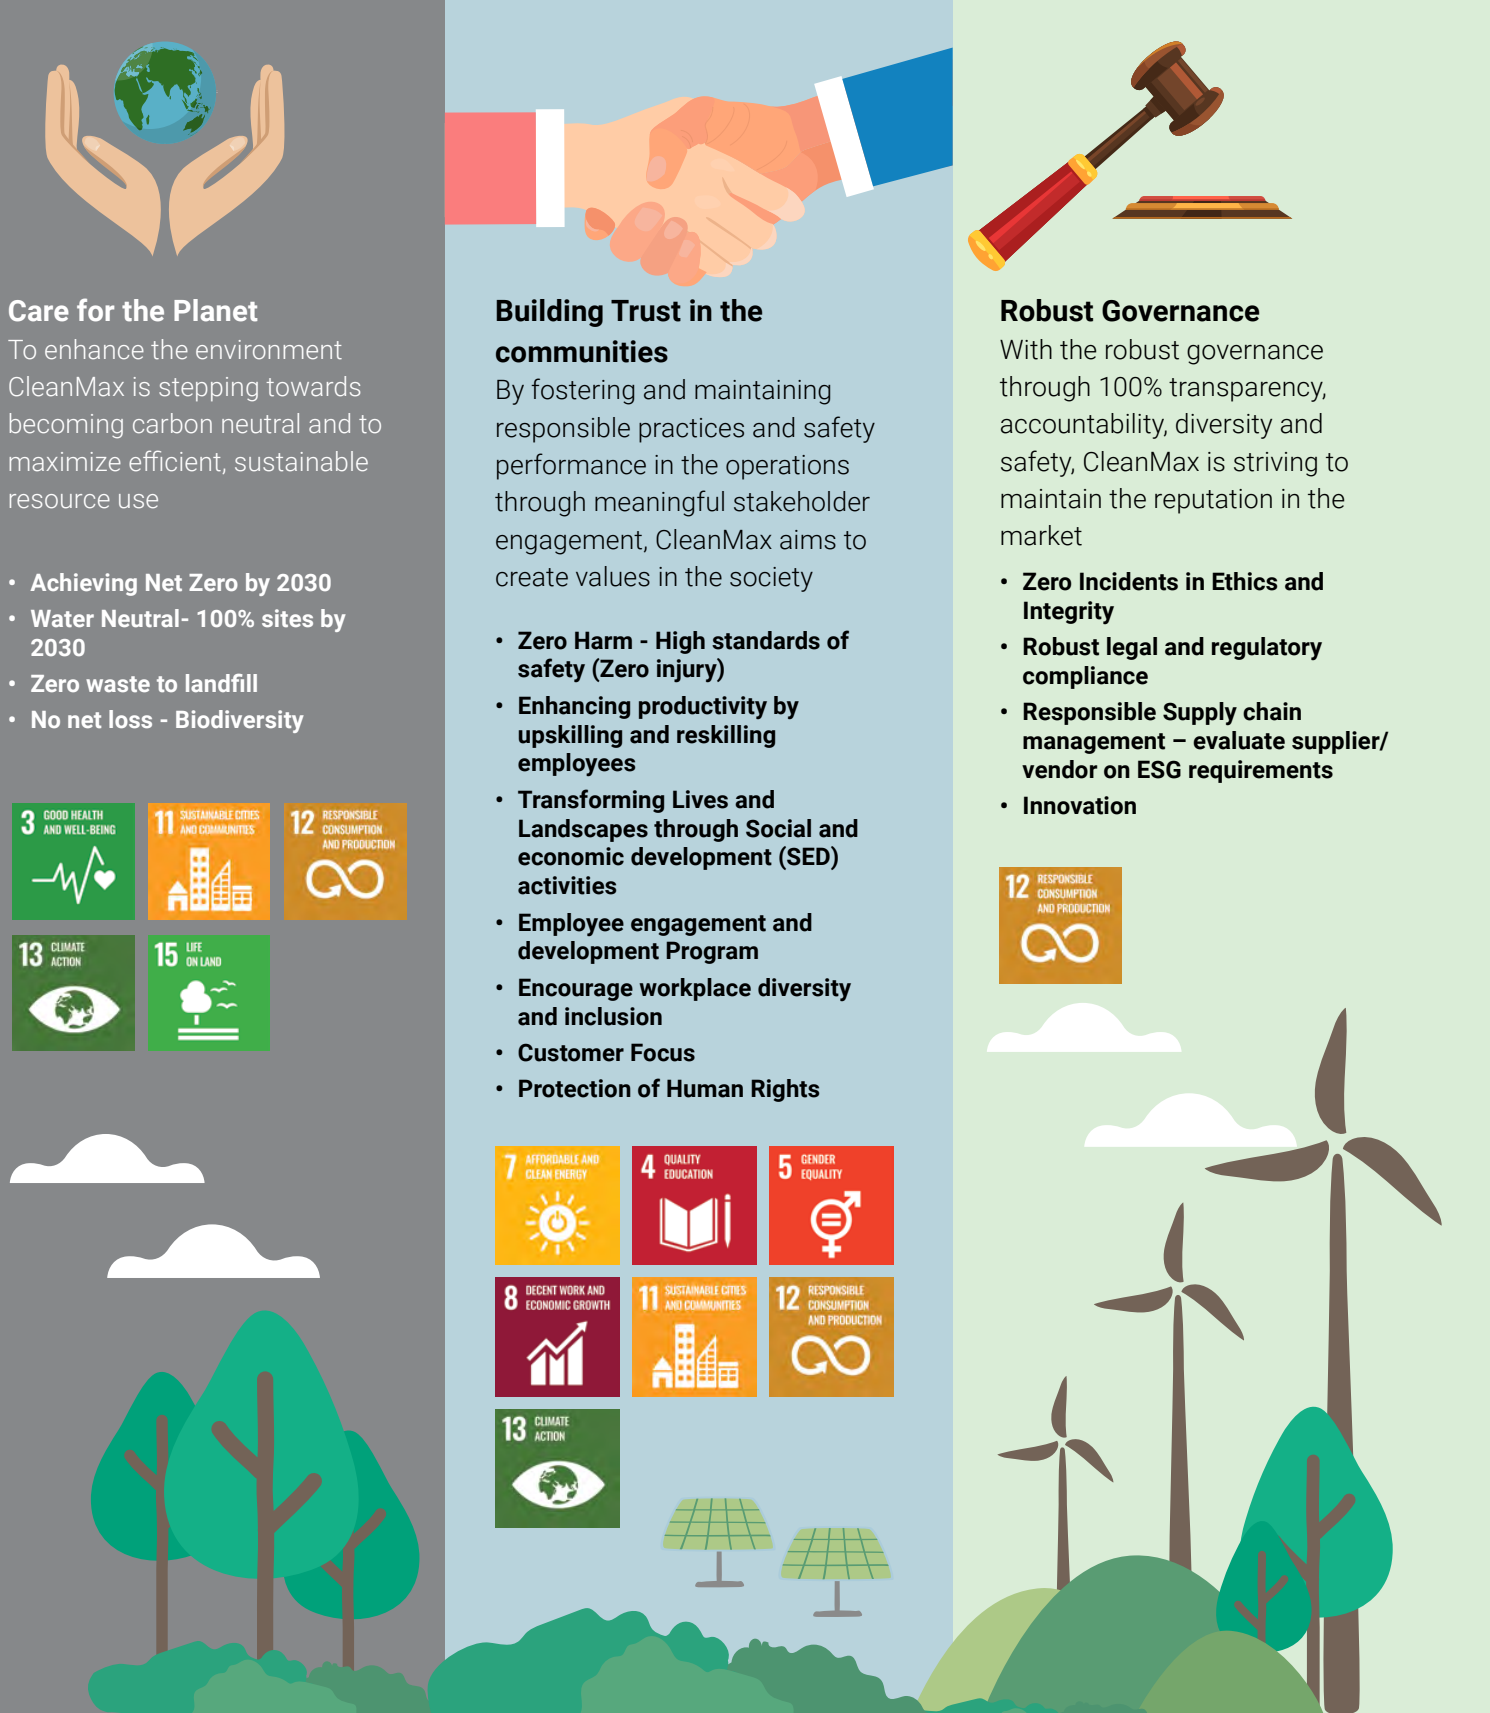 Care for the Planet
To enhance the environment
CleanMax is stepping towards
becoming carbon neutral and to
maximize efficient, sustainable
resource use
• Achieving Net Zero by 2030
• Water Neutral- 100% sites by
2030
• Zero waste to landfill
• No net loss - Biodiversity
3 GOOD HEALTH
AND WELL-BEING
11 SUSTAINABLE CITIES
AND COMMUNITIES
12 RESPONSIBLE
CONSUMPTION
AND PRODUCTION
13 CLIMATE
ACTION
15 LIFE
ON LAND
Building Trust in the
communities
By fostering and maintaining
responsible practices and safety
performance in the operations
through meaningful stakeholder
engagement, CleanMax aims to
create values in the society
• Zero Harm - High standards of
safety (Zero injury)
• Enhancing productivity by
upskilling and reskilling
employees
• Transforming Lives and
Landscapes through Social and
economic development (SED)
activities
• Employee engagement and
development Program
• Encourage workplace diversity
and inclusion
• Customer Focus
• Protection of Human Rights
7 AFFORDABLE AND
CLEAN ENERGY
4 QUALITY
EDUCATION
5 GENDER
EQUALITY
8 DECENT WORK AND
ECONOMIC GROWTH
11 SUSTAINABLE CITIES
AND COMMUNITIES
12 RESPONSIBLE
CONSUMPTION
AND PRODUCTION
13 CLIMATE
ACTION
Robust Governance
With the robust governance
through 100% transparency,
accountability, diversity and
safety, CleanMax is striving to
maintain the reputation in the
market
• Zero Incidents in Ethics and
Integrity
• Robust legal and regulatory
compliance
• Responsible Supply chain
management – evaluate supplier/
vendor on ESG requirements
• Innovation
12 RESPONSIBLE
CONSUMPTION
AND PRODUCTION